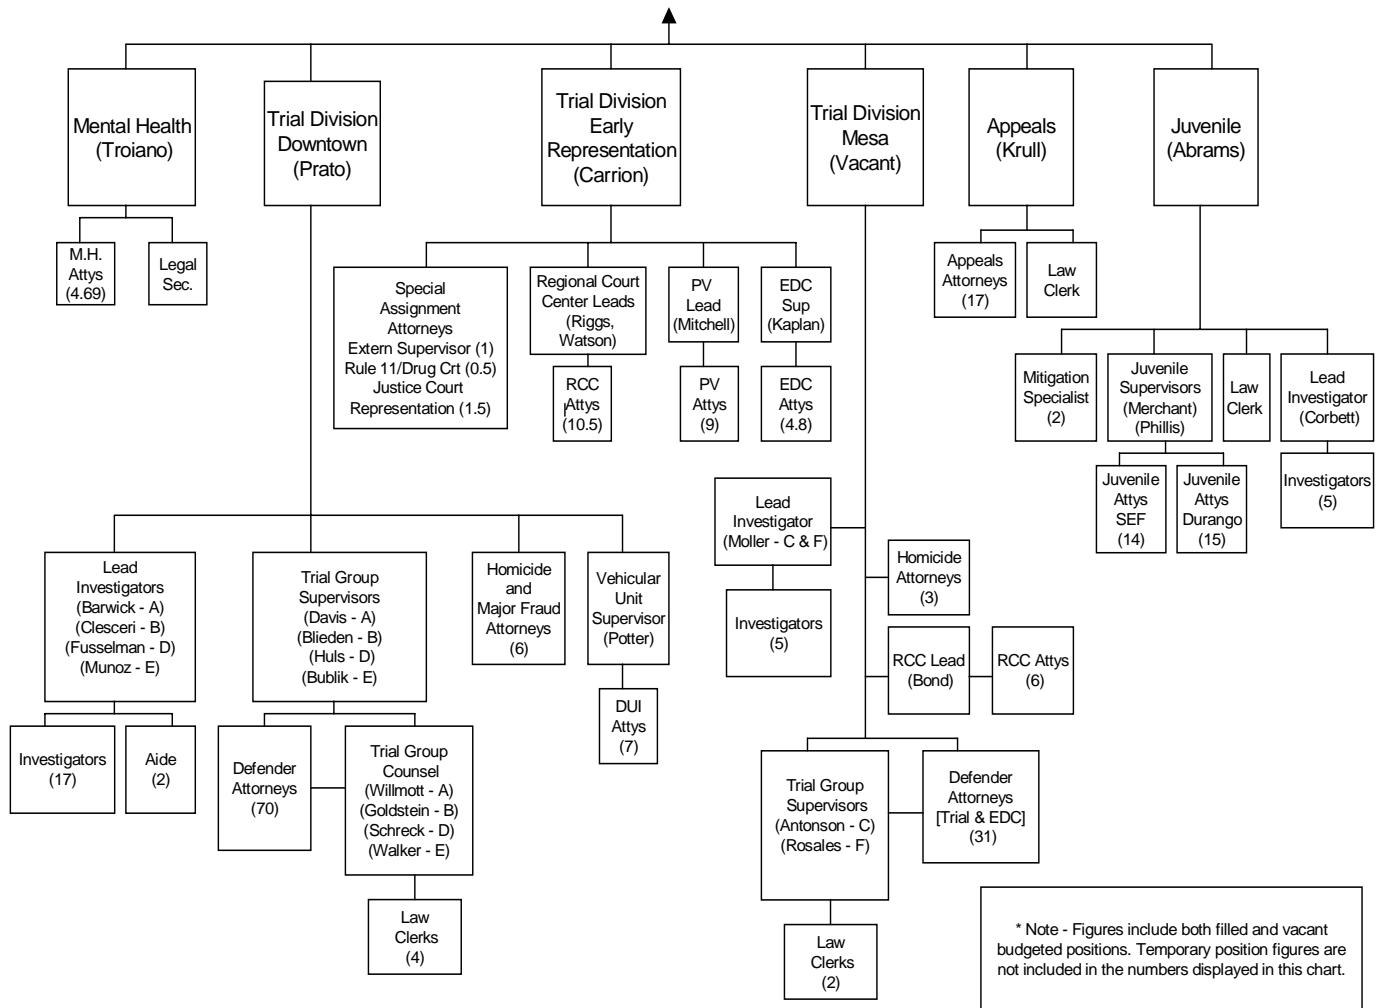 Mental Health
(Troiano)
Trial Division
Downtown
(Prato)
Trial Division
Early
Representation
(Carrion)
Trial Division
Mesa
(Vacant)
Appeals
(Krull)
Juvenile
(Abrams)
M.H.
Attys
(4.69)
Legal
Sec.
Special
Assignment
Attorneys
Extern Supervisor (1)
Rule 11/Drug Crt (0.5)
Justice Court
Representation (1.5)
Regional Court
Center Leads
(Riggs,
Watson)
RCC
Attys
(10.5)
PV
Lead
(Mitchell)
PV
Attys
(9)
EDC
Sup
(Kaplan)
EDC
Attys
(4.8)
Appeals
Attorneys
(17)
Law
Clerk
Mitigation
Specialist
(2)
Juvenile
Supervisors
(Merchant)
(Phillis)
Law
Clerk
Lead
Investigator
(Corbett)
Juvenile
Attys
SEF
(14)
Juvenile
Attys
Durango
(15)
Investigators
(5)
Lead
Investigators
(Barwick - A)
(Clesceri - B)
(Fusselman - D)
(Munoz - E)
Trial Group
Supervisors
(Davis - A)
(Blieden - B)
(Huls - D)
(Bublik - E)
Homicide
and
Major Fraud
Attorneys
(6)
Vehicular
Unit
Supervisor
(Potter)
DUI
Attys
(7)
Investigators
(17)
Aide
(2)
Defender
Attorneys
(70)
Trial Group
Counsel
(Willmott - A)
(Goldstein - B)
(Schreck - D)
(Walker - E)
Law
Clerks
(4)
Lead
Investigator
(Moller - C & F)
Investigators
(5)
Homicide
Attorneys
(3)
RCC Lead
(Bond)
RCC Attys
(6)
Trial Group
Supervisors
(Antonson - C)
(Rosales - F)
Defender
Attorneys
[Trial & EDC]
(31)
Law
Clerks
(2)
* Note - Figures include both filled and vacant
budgeted positions. Temporary position figures are
not included in the numbers displayed in this chart.